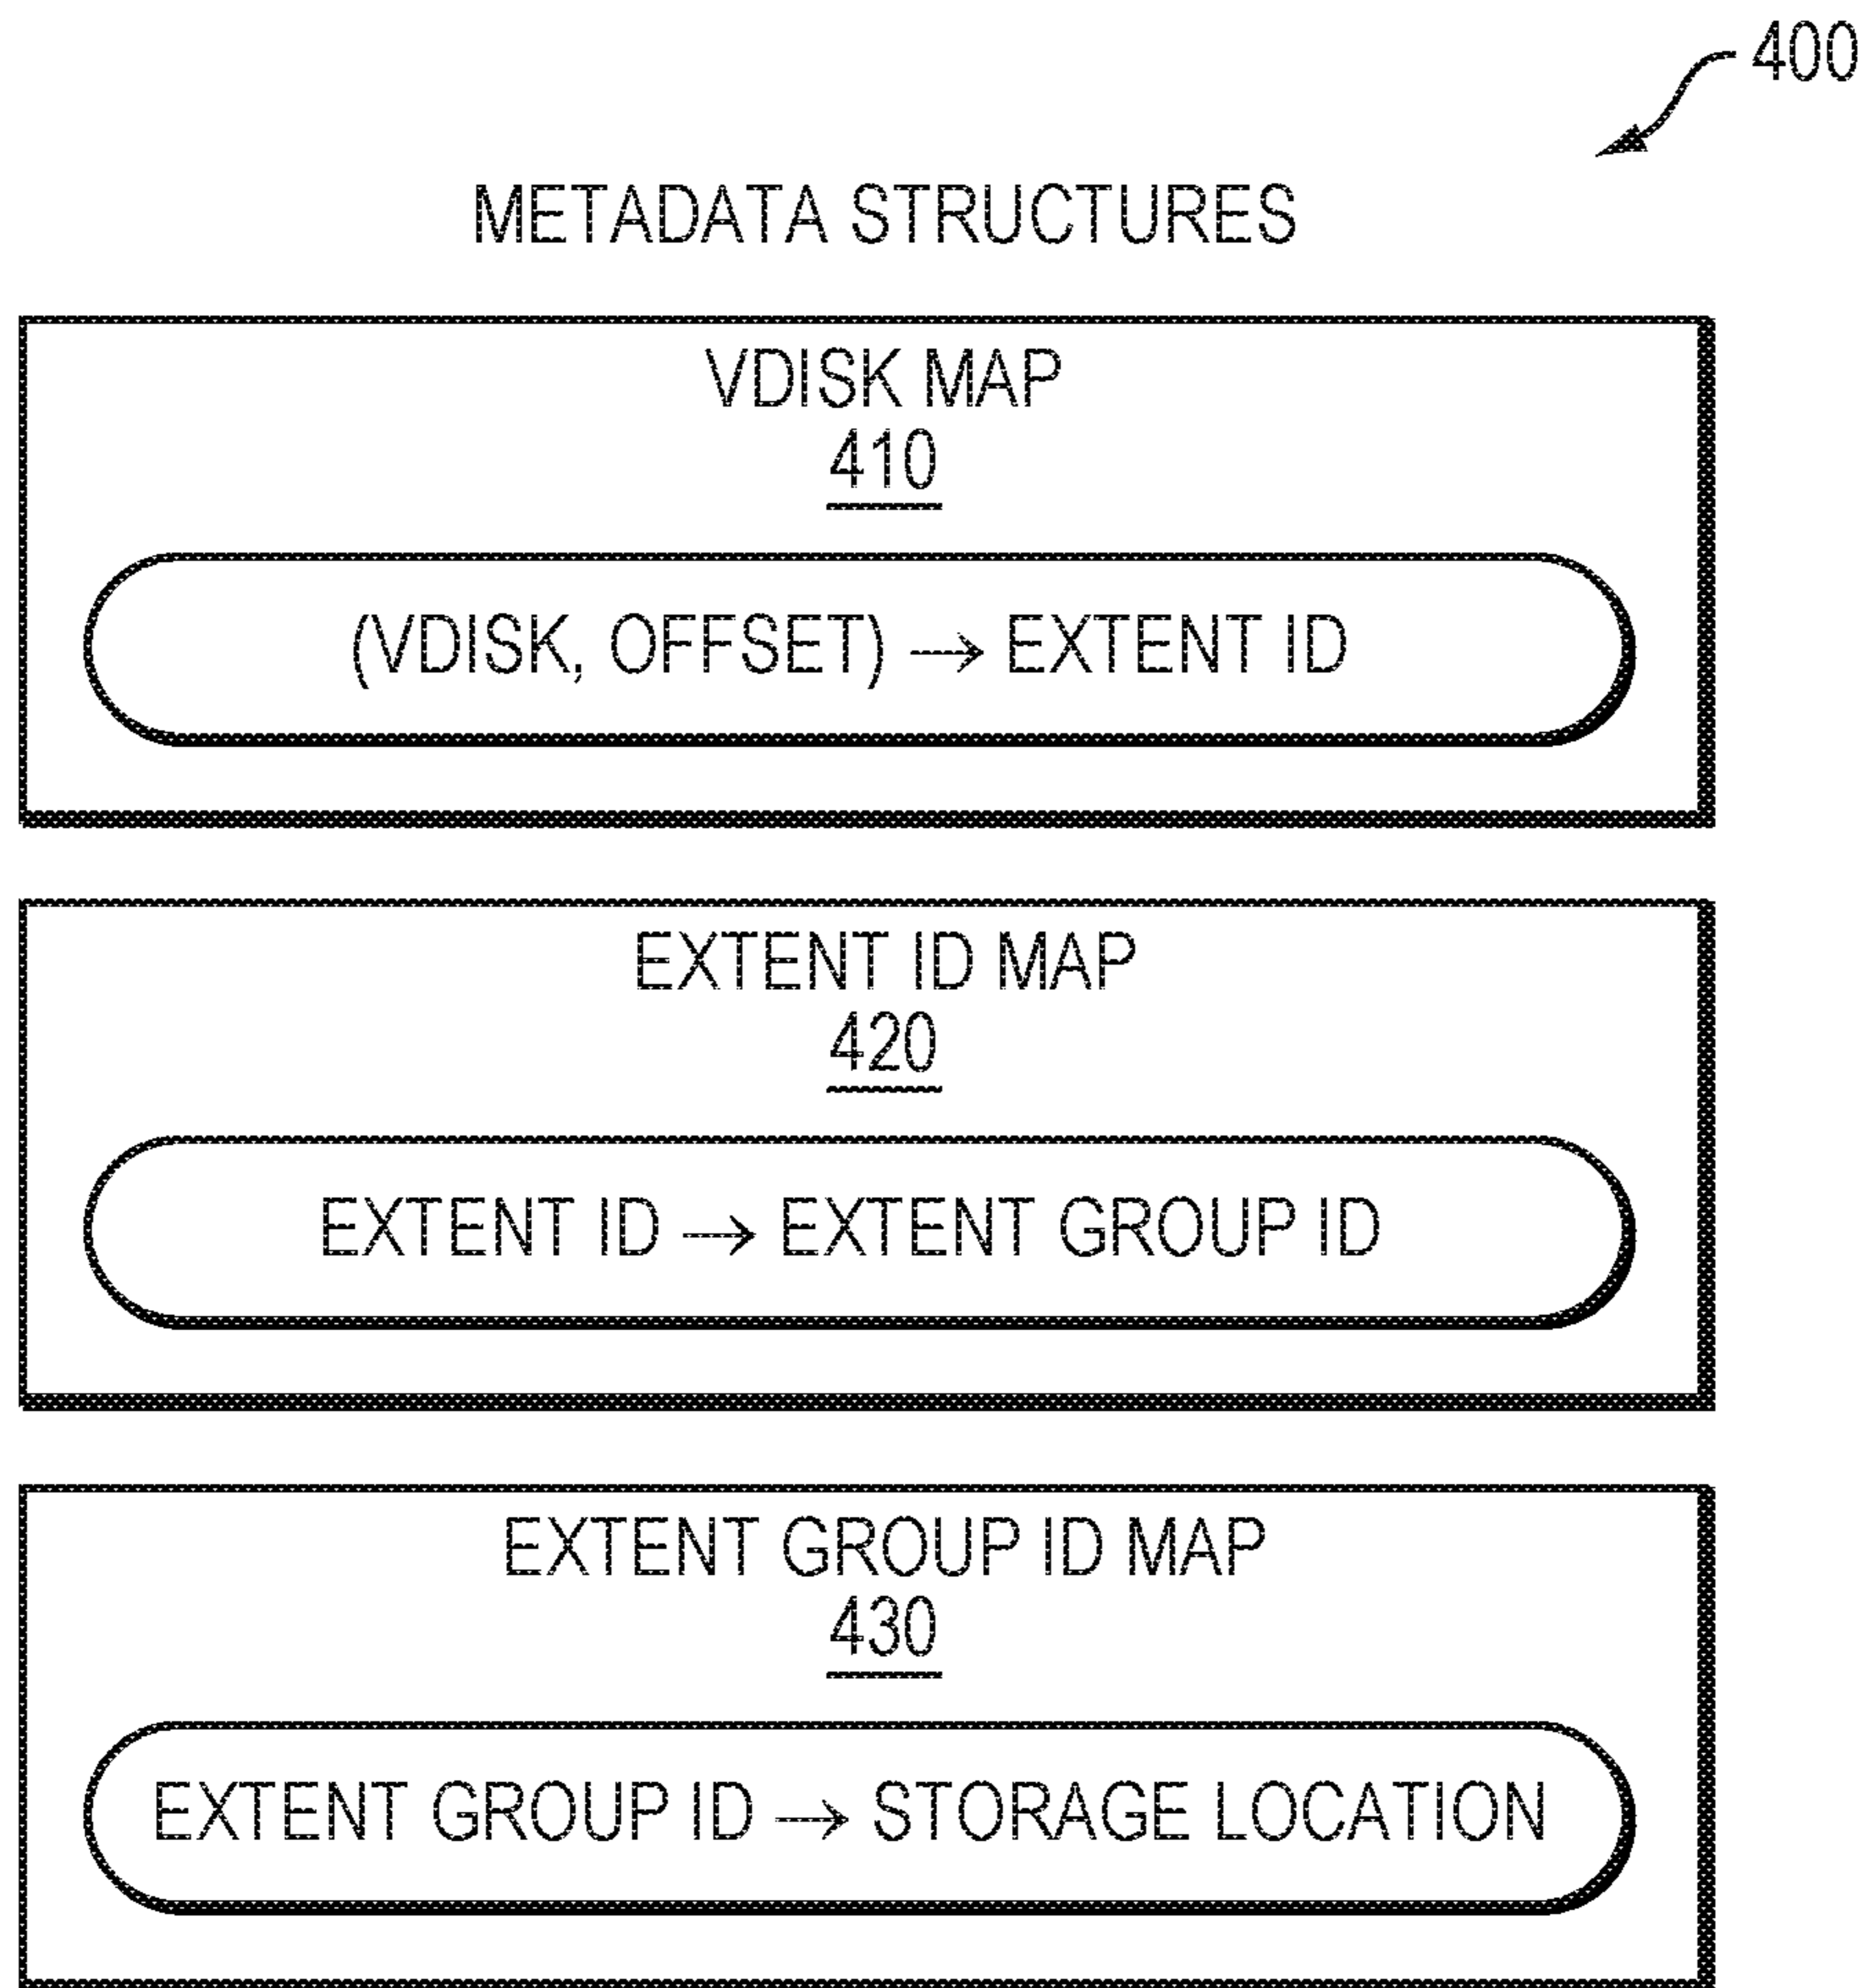 400
METADATA STRUCTURES
VDISK MAP
410
(VDISK, OFFSET) → EXTENT ID
EXTENT ID MAP
420
EXTENT ID → EXTENT GROUP ID
EXTENT GROUP ID MAP
430
EXTENT GROUP ID → STORAGE LOCATION